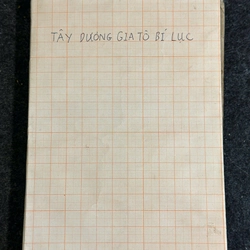 TÂY DƯƠNG GIA TÔ BÍ LỤC